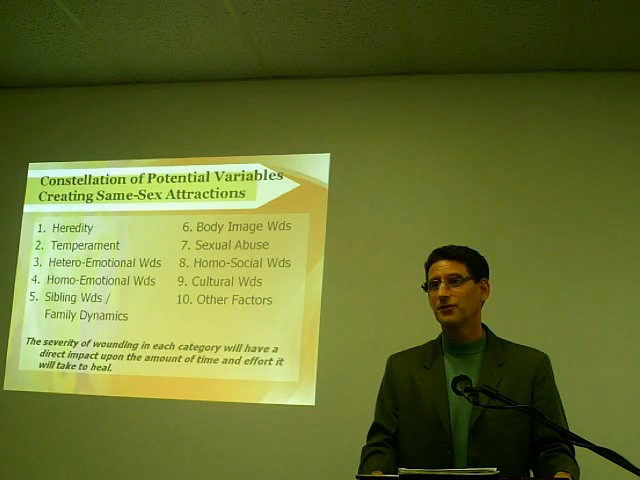 Constellation of Potential Variables
Creating Same-Sex Attractions
1. Heredity
2. Temperament
3. Hetero-Emotional Wds
4. Homo-Emotional Wds
5. Sibling Wds /
Family Dynamics
6. Body Image Wds
7. Sexual Abuse
8. Homo-Social Wds
9. Cultural Wds
10. Other Factors
The severity of wounding in each category will have a
direct impact upon the amount of time and effort it
will take to heal.